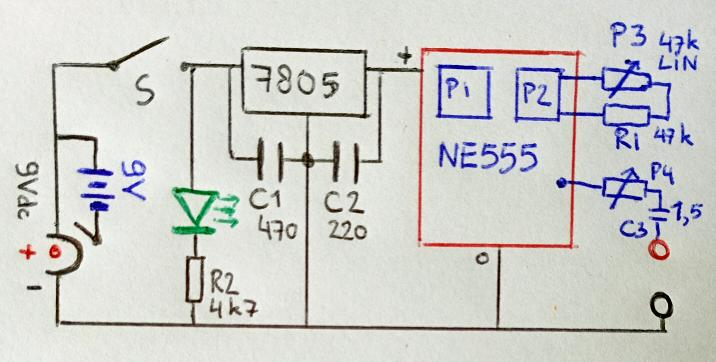 S
7805
+
P1
P2
NE555
P3 47k
LIN
R1 47k
P4
C3 1,5
C1
470
C2
220
R2
4k7
9Vdc
9V
+
-
0